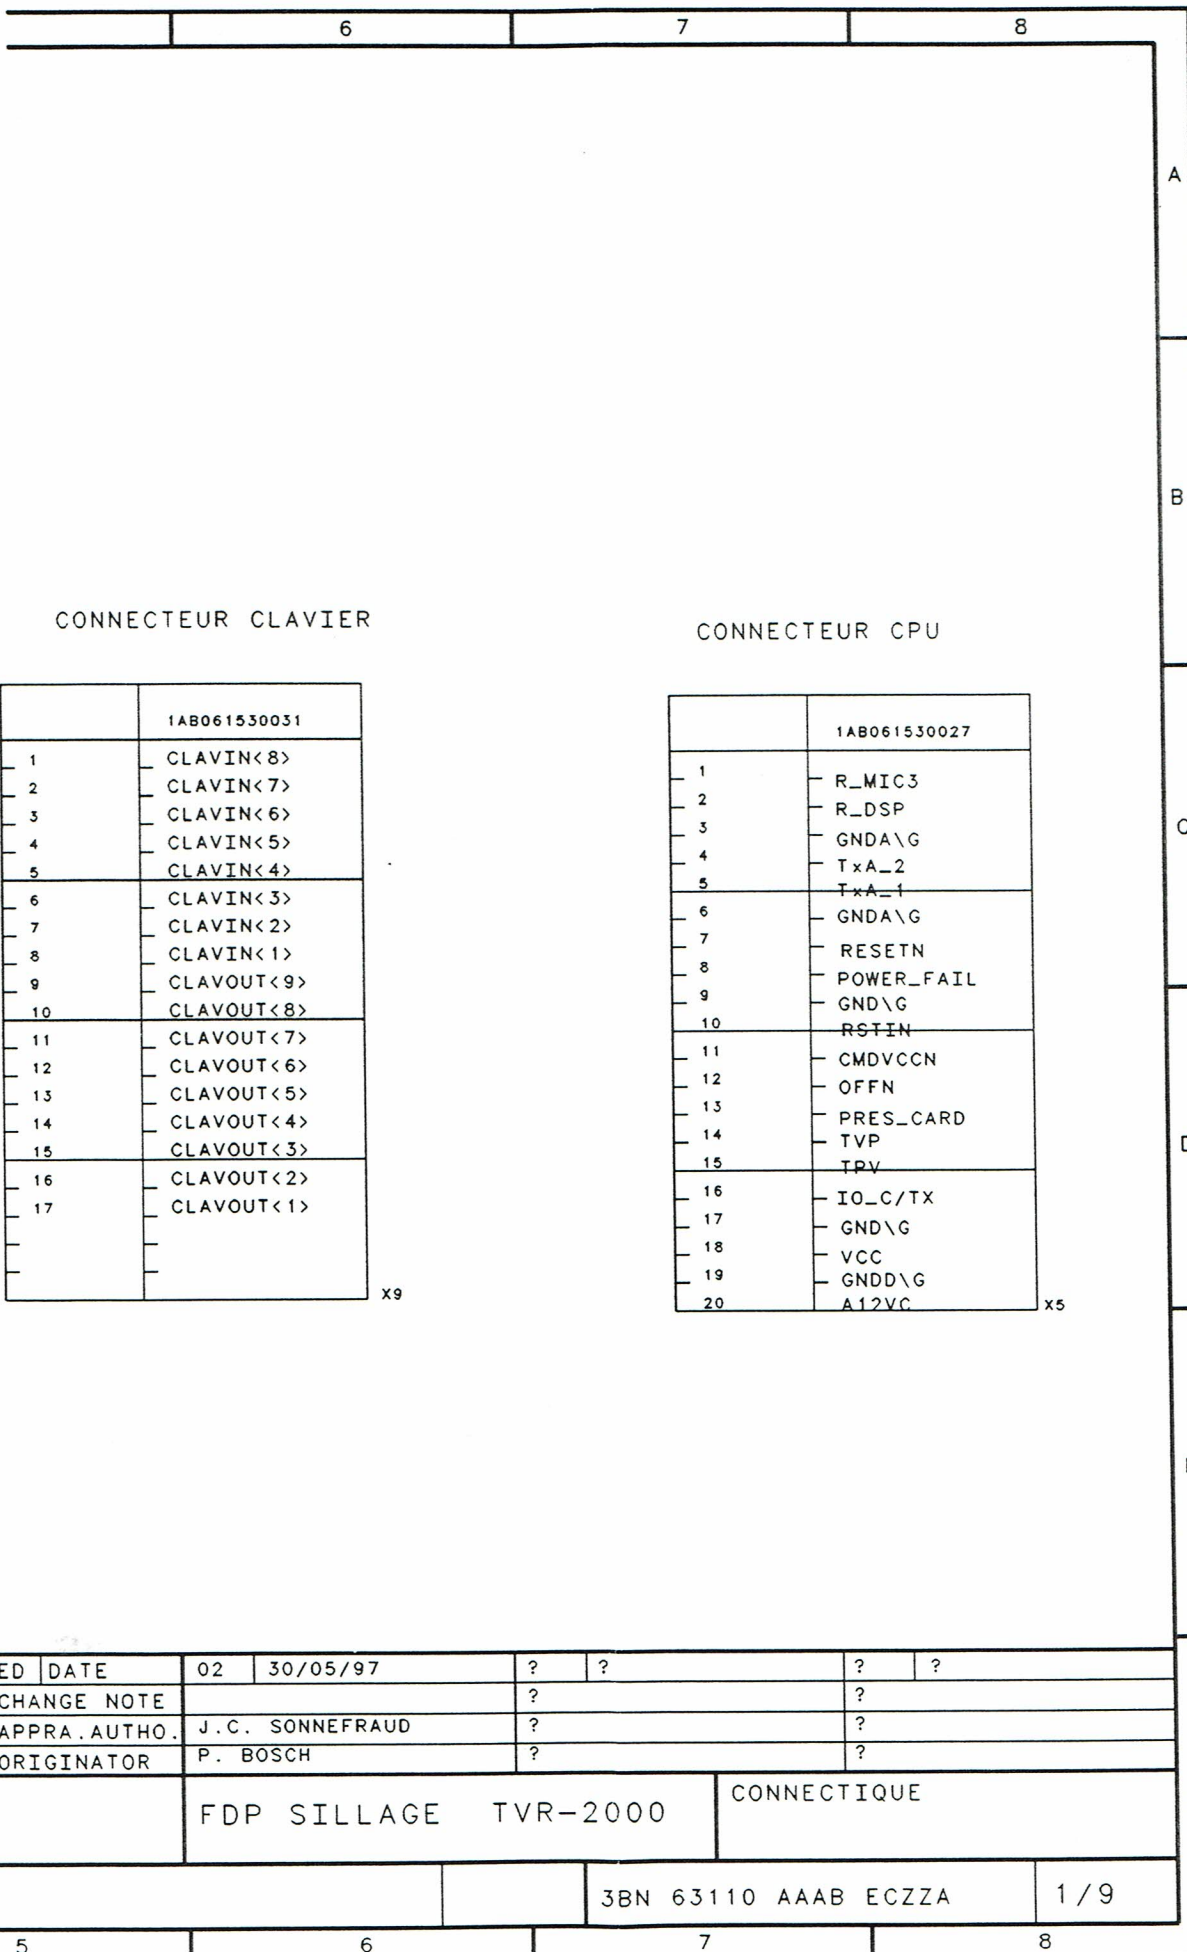 6 7 8
A
B
CONNECTEUR CLAVIER
1AB061530031
1 CLAVIN<8>
2 CLAVIN<7>
3 CLAVIN<6>
4 CLAVIN<5>
5 CLAVIN<4>
6 CLAVIN<3>
7 CLAVIN<2>
8 CLAVIN<1>
9 CLAVOUT<9>
10 CLAVOUT<8>
11 CLAVOUT<7>
12 CLAVOUT<6>
13 CLAVOUT<5>
14 CLAVOUT<4>
15 CLAVOUT<3>
16 CLAVOUT<2>
17 CLAVOUT<1>
X9
CONNECTEUR CPU
1AB061530027
1 R_MIC3
2 R_DSP
3 GNDA\G
4 TxA_2
5 TxA_1
6 GNDA\G
7 RESETN
8 POWER_FAIL
9 GND\G
10 RSTIN
11 CMDVCCN
12 OFFN
13 PRES_CARD
14 TVP
15 TPV
16 IO_C/TX
17 GND\G
18 VCC
19 GNDD\G
20 A12VC
X5
C
ED DATE 02 30/05/97 ? ? ? ?
CHANGE NOTE ? ?
APPRA.AUTHO. J.C. SONNEFRAUD ? ?
ORIGINATOR P. BOSCH ? ?
FDP SILLAGE TVR-2000
CONNECTIQUE
3BN 63110 AAAB ECZZA 1/9
5 6 7 8